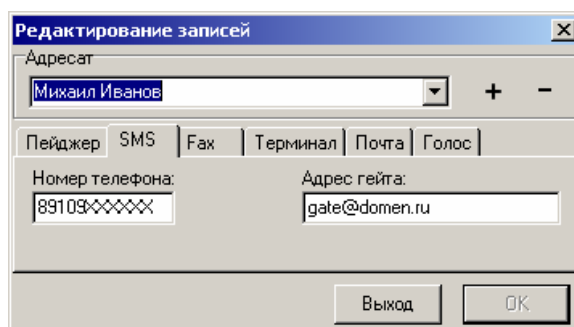 Редактирование записей
Адресат
Михаил Иванов
+ -
Пейджер SMS Fax Терминал Почта Голос
Номер телефона: Адрес гейта:
89109XXXXXX gate@domen.ru
Выход OK